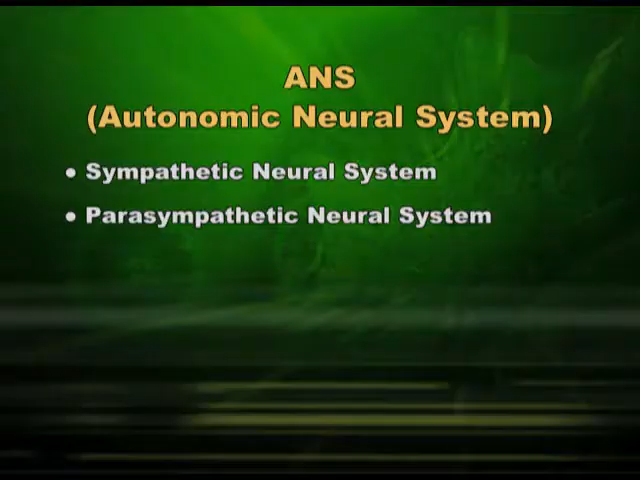 ANS
(Autonomic Neural System)
• Sympathetic Neural System
• Parasympathetic Neural System